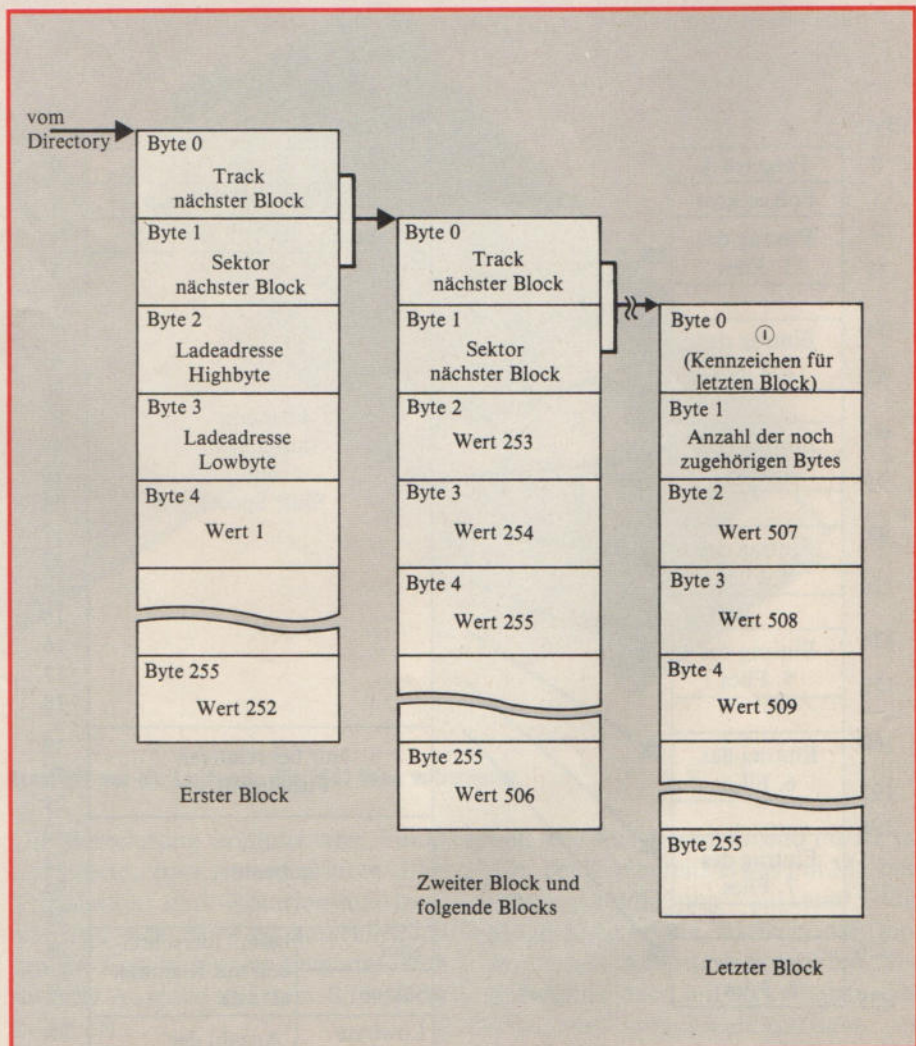 vom
Directory
Byte 0
Track
nächster Block
Byte 1
Sektor
nächster Block
Byte 2
Ladeadresse
Highbyte
Byte 3
Ladeadresse
Lowbyte
Byte 4
Wert 1
Byte 255
Wert 252
Erster Block
Byte 0
Track
nächster Block
Byte 1
Sektor
nächster Block
Byte 2
Wert 253
Byte 3
Wert 254
Byte 4
Wert 255
Byte 255
Wert 506
Zweiter Block und
folgende Blocks
Byte 0
①
(Kennzeichen für
letzten Block)
Byte 1
Anzahl der noch
zugehörigen Bytes
Byte 2
Wert 507
Byte 3
Wert 508
Byte 4
Wert 509
Byte 255
Letzter Block